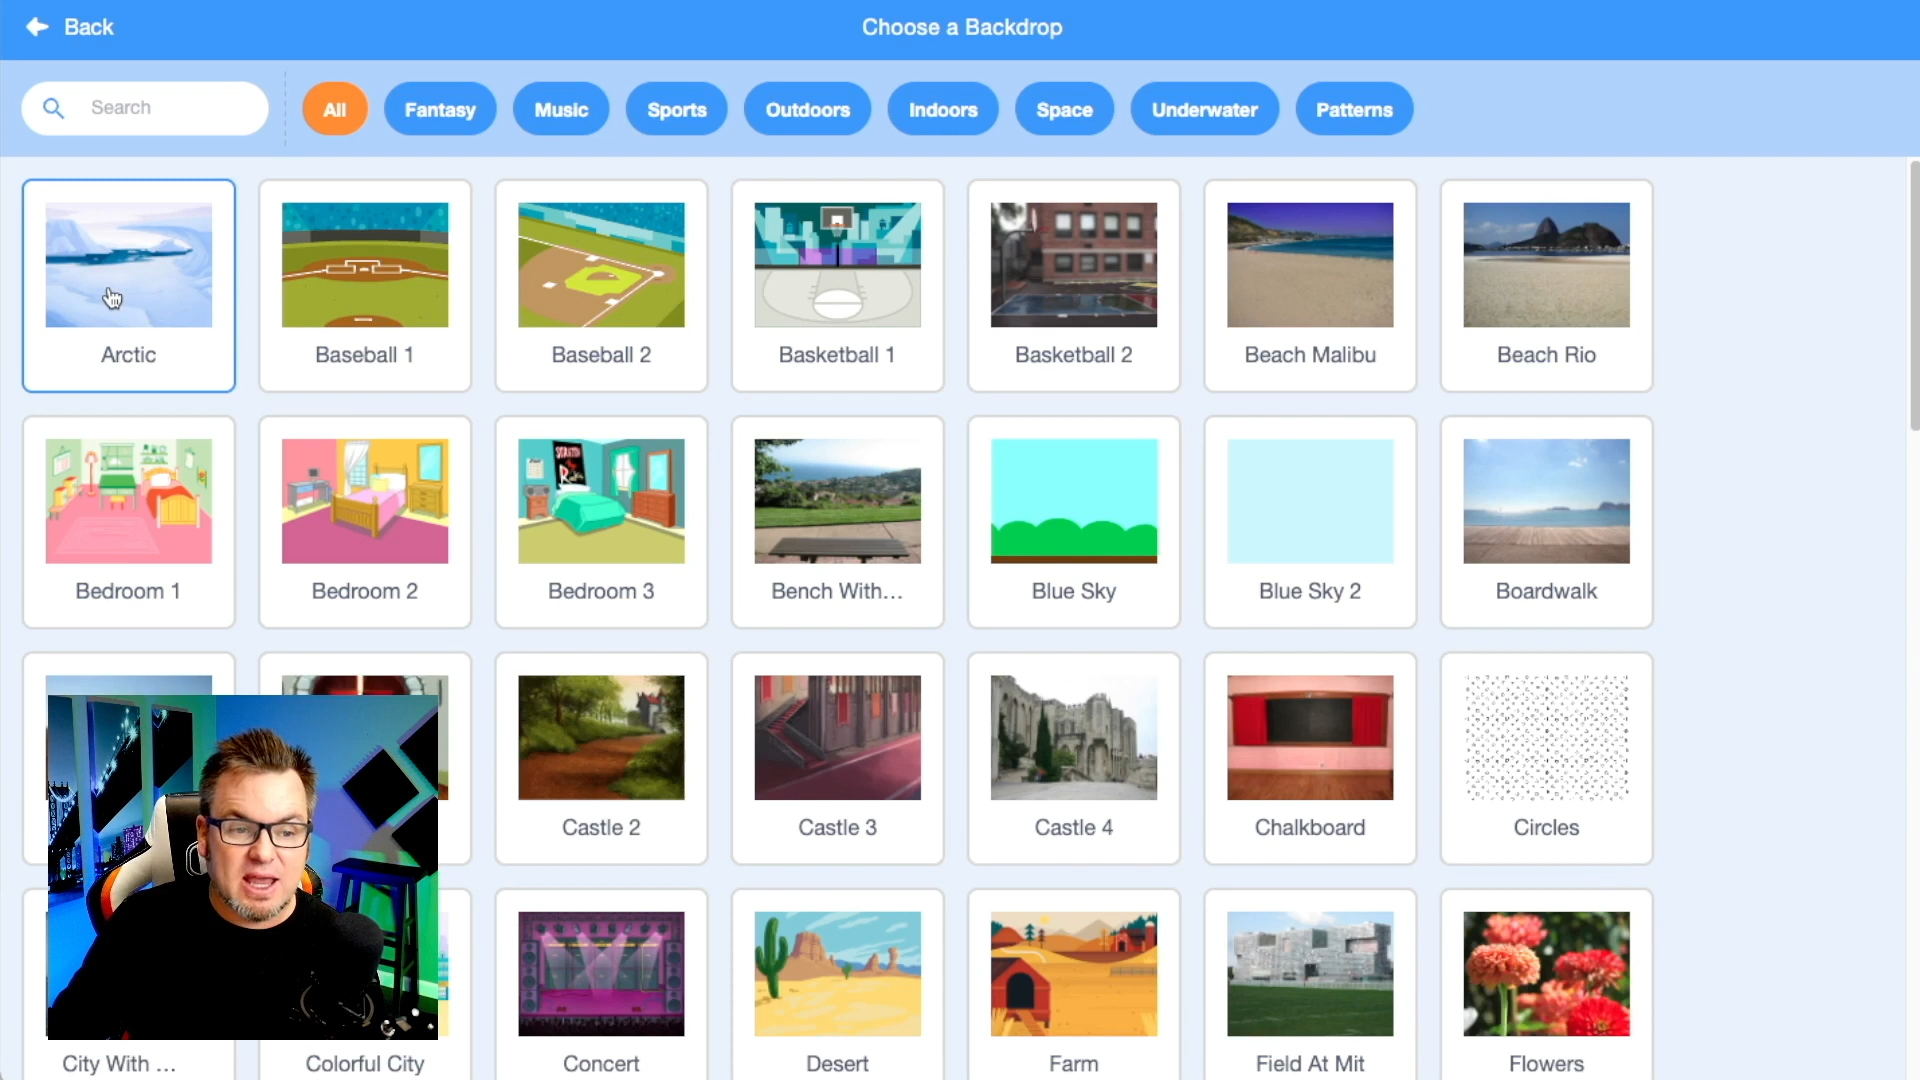 Back
Choose a Backdrop
Search
All
Fantasy
Music
Sports
Outdoors
Indoors
Space
Underwater
Patterns
Arctic
Baseball 1
Baseball 2
Basketball 1
Basketball 2
Beach Malibu
Beach Rio
Bedroom 1
Bedroom 2
Bedroom 3
Bench With...
Blue Sky
Blue Sky 2
Boardwalk
Castle 2
Castle 3
Castle 4
Chalkboard
Circles
City With ...
Colorful City
Concert
Desert
Farm
Field At Mit
Flowers